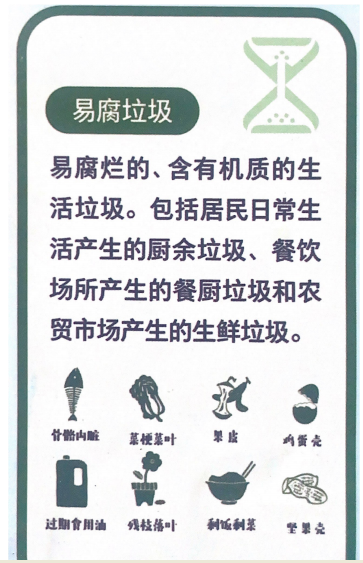 易腐垃圾
易腐烂的、含有机质的生
活垃圾。包括居民日常生
活产生的厨余垃圾、餐饮
场所产生的餐厨垃圾和农
贸市场产生的生鲜垃圾。
骨骼内脏 菜梗菜叶 果皮 鸡蛋壳
过期食用油 残枝落叶 剩饭剩菜 坚果壳